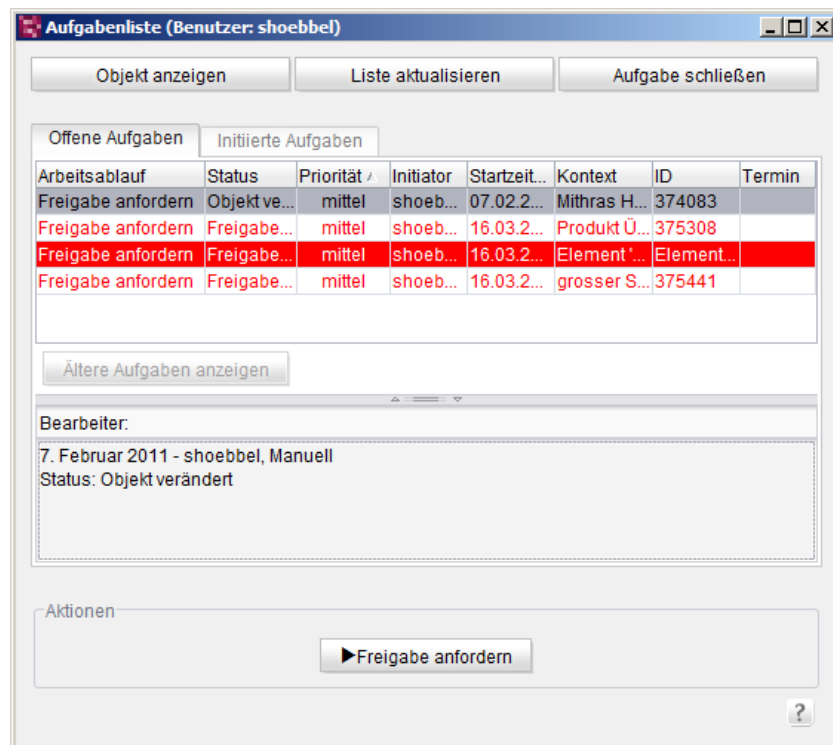 Aufgabenliste (Benutzer: shoebbel)
Objekt anzeigen Liste aktualisieren Aufgabe schließen
Offene Aufgaben Initiierte Aufgaben
Arbeitsablauf Status Priorität Initiator Startzeit... Kontext ID Termin
Freigabe anfordern Objekt ve... mittel shoeb... 07.02.2... Mithras H... 374083
Freigabe anfordern Freigabe... mittel shoeb... 16.03.2... Produkt Ü... 375308
Freigabe anfordern Freigabe... mittel shoeb... 16.03.2... Element '... Element...
Freigabe anfordern Freigabe... mittel shoeb... 16.03.2... grosser S... 375441
Ältere Aufgaben anzeigen
Bearbeiter:
7. Februar 2011 - shoebbel, Manuell
Status: Objekt verändert
Aktionen
Freigabe anfordern
?